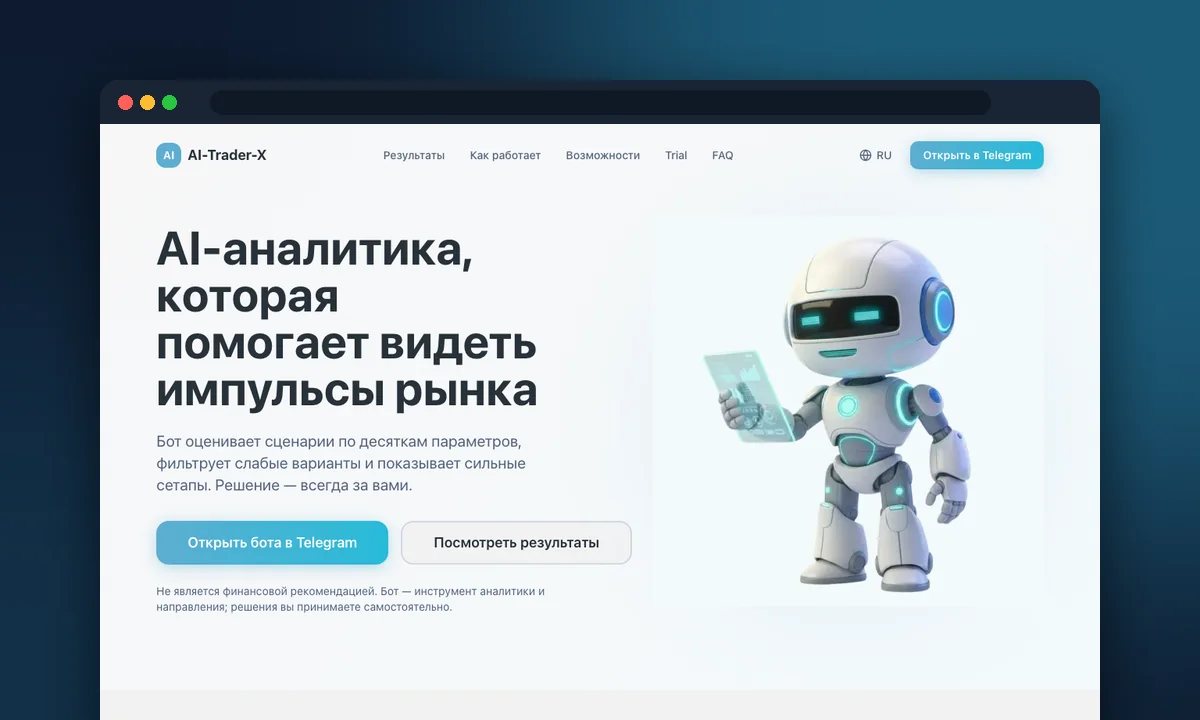 AI
AI-Trader-X
Результаты
Как работает
Возможности
Trial
FAQ
RU
Открыть в Telegram
AI-аналитика,
которая
помогает видеть
импульсы рынка
Бот оценивает сценарии по десяткам параметров,
фильтрует слабые варианты и показывает сильные
сетапы. Решение — всегда за вами.
Открыть бота в Telegram
Посмотреть результаты
Не является финансовой рекомендацией. Бот — инструмент аналитики и
направления; решения вы принимаете самостоятельно.